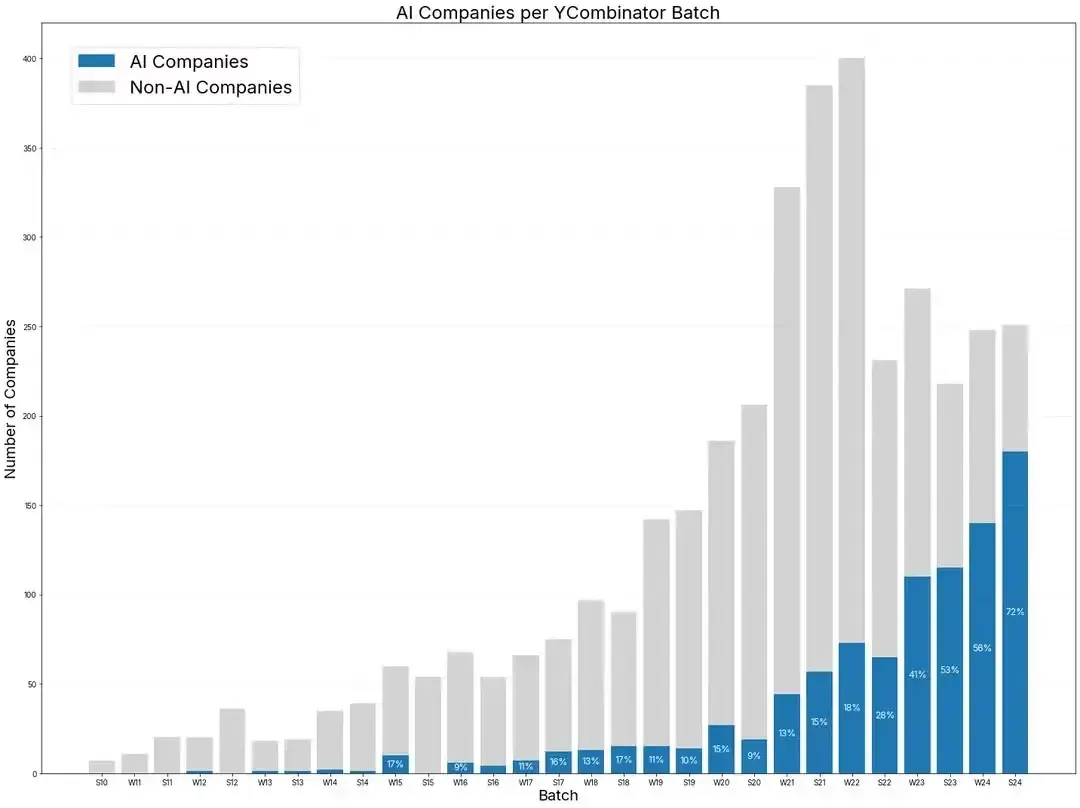 AI Companies per YCombinator Batch
AI Companies
Non-AI Companies
Number of Companies
400
350
300
250
200
150
100
50
0
17% 9% 11% 16% 13% 17% 11% 10% 15% 9% 13% 15% 18% 28% 41% 53% 56% 72%
S10 W11 S11 W12 S12 W13 S13 W14 S14 W15 S15 W16 S16 W17 S17 W18 S18 W19 S19 W20 S20 W21 S21 W22 S22 W23 S23 W24 S24
Batch